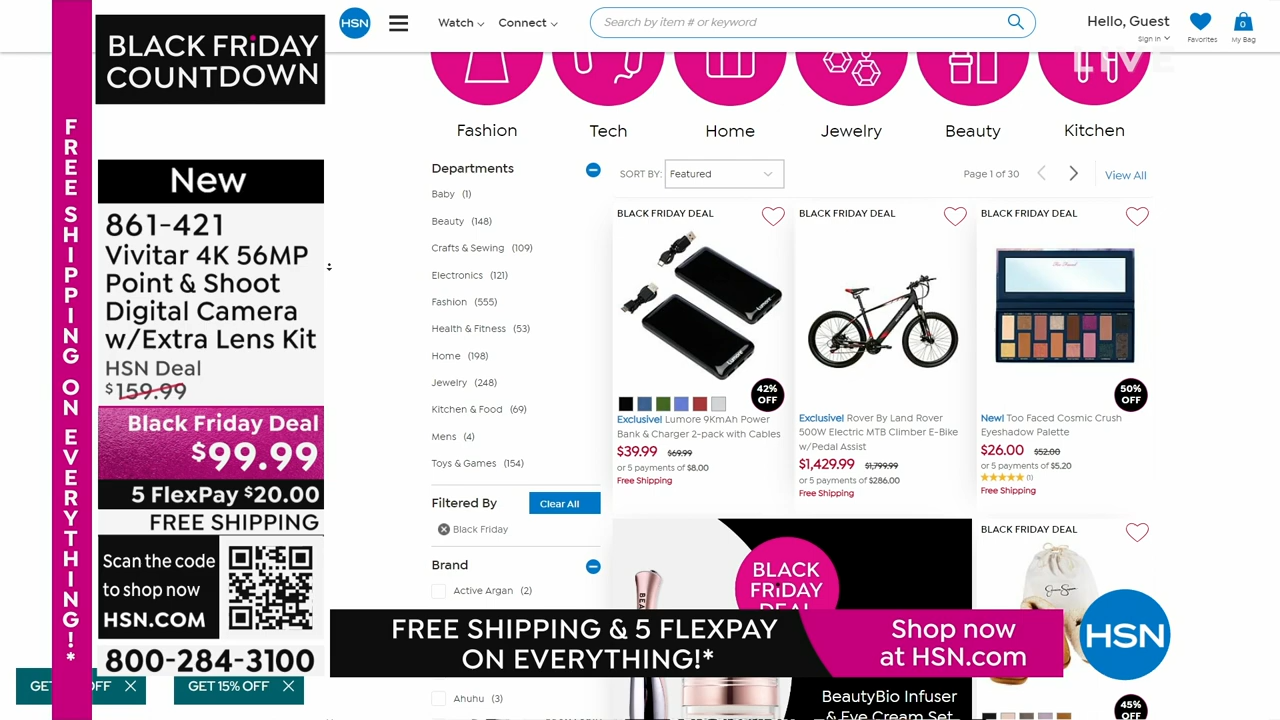 FREE SHIPPING ON EVERYTHING!*
BLACK FRIDAY
COUNTDOWN
New
861-421
Vivitar 4K 56MP
Point & Shoot
Digital Camera
w/Extra Lens Kit
HSN Deal
$159.99
Black Friday Deal
$99.99
5 FlexPay $20.00
FREE SHIPPING
Scan the code
to shop now
HSN.COM
800-284-3100
OFF
GET 15% OFF
HSN
Watch
Connect
Search by item # or keyword
Hello, Guest
Sign in
Favorites
0
My Bag
LIVE
Fashion
Tech
Home
Jewelry
Beauty
Kitchen
Departments
Baby (1)
Beauty (148)
Crafts & Sewing (109)
Electronics (121)
Fashion (555)
Health & Fitness (53)
Home (198)
Jewelry (248)
Kitchen & Food (69)
Mens (4)
Toys & Games (154)
Filtered By
Clear All
Black Friday
Brand
Active Argan (2)
Ahuhu (3)
SORT BY:
Featured
Page 1 of 30
View All
BLACK FRIDAY DEAL
Lumore
Lumore
42%
OFF
Exclusive! Lumore 9KmAh Power
Bank & Charger 2-pack with Cables
$39.99 $69.99
or 5 payments of $8.00
Free Shipping
BLACK FRIDAY DEAL
Exclusive! Rover By Land Rover
500W Electric MTB Climber E-Bike
w/Pedal Assist
$1,429.99 $1,799.99
or 5 payments of $286.00
Free Shipping
BLACK FRIDAY DEAL
50%
OFF
New! Too Faced Cosmic Crush
Eyeshadow Palette
$26.00 $52.00
or 5 payments of $5.20
(1)
Free Shipping
BLACK
FRIDAY
DEAL
BeautyBio Infuser
& Eye Cream Set
BLACK FRIDAY DEAL
45%
OFF
FREE SHIPPING & 5 FLEXPAY
ON EVERYTHING!*
Shop now
at HSN.com
HSN